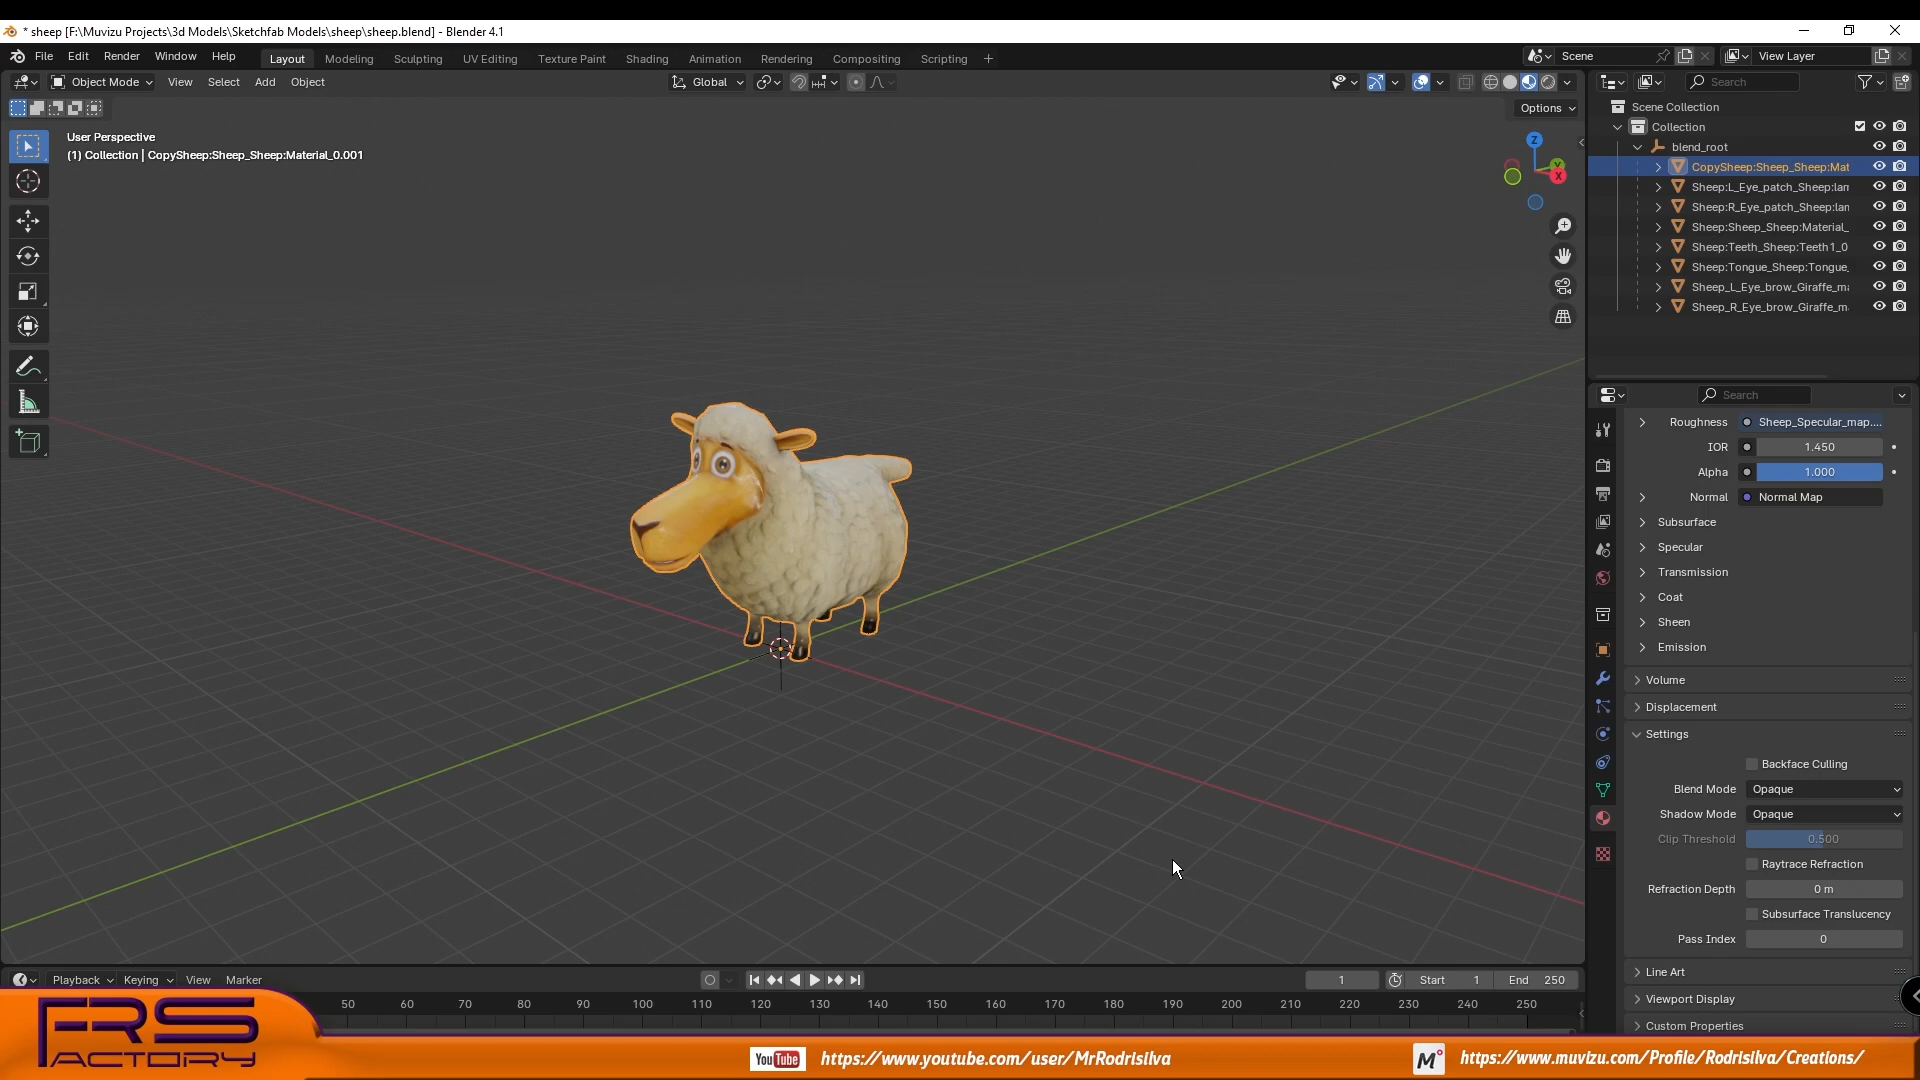 * sheep [F:\Muvizu Projects\3d Models\Sketchfab Models\sheep\sheep.blend] - Blender 4.1
File Edit Render Window Help Layout Modeling Sculpting UV Editing Texture Paint Shading Animation Rendering Compositing Scripting + Scene View Layer
Object Mode View Select Add Object Global Search
Options
User Perspective
(1) Collection | CopySheep:Sheep_Sheep:Material_0.001
Z
Y
X
Scene Collection
Collection
blend_root
CopySheep:Sheep_Sheep:Mat
Sheep:L_Eye_patch_Sheep:lan
Sheep:R_Eye_patch_Sheep:lan
Sheep:Sheep_Sheep:Material_
Sheep:Teeth_Sheep:Teeth1_0
Sheep:Tongue_Sheep:Tongue_
Sheep_L_Eye_brow_Giraffe_ma
Sheep_R_Eye_brow_Giraffe_m
Search
Roughness Sheep_Specular_map....
IOR 1.450
Alpha 1.000
Normal Normal Map
Subsurface
Specular
Transmission
Coat
Sheen
Emission
Volume
Displacement
Settings
Backface Culling
Blend Mode Opaque
Shadow Mode Opaque
Clip Threshold 0.500
Raytrace Refraction
Refraction Depth 0 m
Subsurface Translucency
Pass Index 0
Line Art
Viewport Display
Custom Properties
Playback Keying View Marker 1 Start 1 End 250
50 60 70 80 90 100 110 120 130 140 150 160 170 180 190 200 210 220 230 240 250
FRS
FACTORY
YouTube https://www.youtube.com/user/MrRodrisilva
M https://www.muvizu.com/Profile/Rodrisilva/Creations/